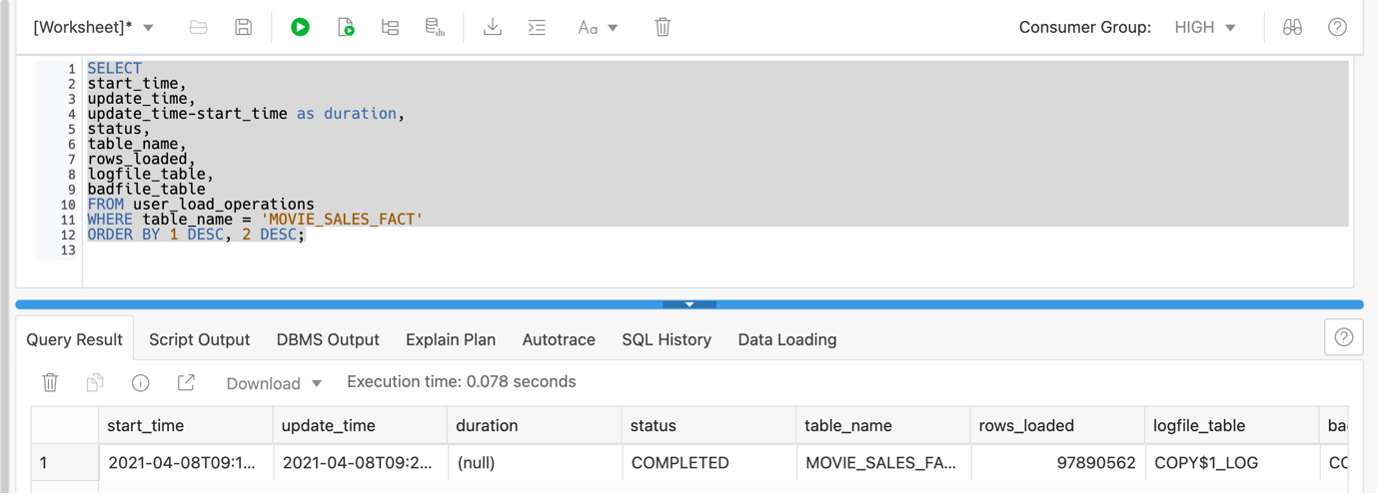 [Worksheet]*
Aa
Consumer Group: HIGH
1 SELECT
2 start_time,
3 update_time,
4 update_time-start_time as duration,
5 status,
6 table_name,
7 rows_loaded,
8 logfile_table,
9 badfile_table
10 FROM user_load_operations
11 WHERE table_name = 'MOVIE_SALES_FACT'
12 ORDER BY 1 DESC, 2 DESC;
13
Query Result Script Output DBMS Output Explain Plan Autotrace SQL History Data Loading
Download Execution time: 0.078 seconds
start_time update_time duration status table_name rows_loaded logfile_table ba
1 2021-04-08T09:1... 2021-04-08T09:2... (null) COMPLETED MOVIE_SALES_FA... 97890562 COPY$1_LOG CC